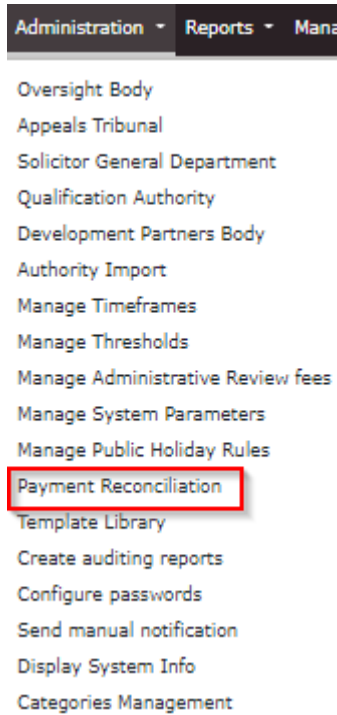 Administration Reports Mana
Oversight Body
Appeals Tribunal
Solicitor General Department
Qualification Authority
Development Partners Body
Authority Import
Manage Timeframes
Manage Thresholds
Manage Administrative Review fees
Manage System Parameters
Manage Public Holiday Rules
Payment Reconciliation
Template Library
Create auditing reports
Configure passwords
Send manual notification
Display System Info
Categories Management